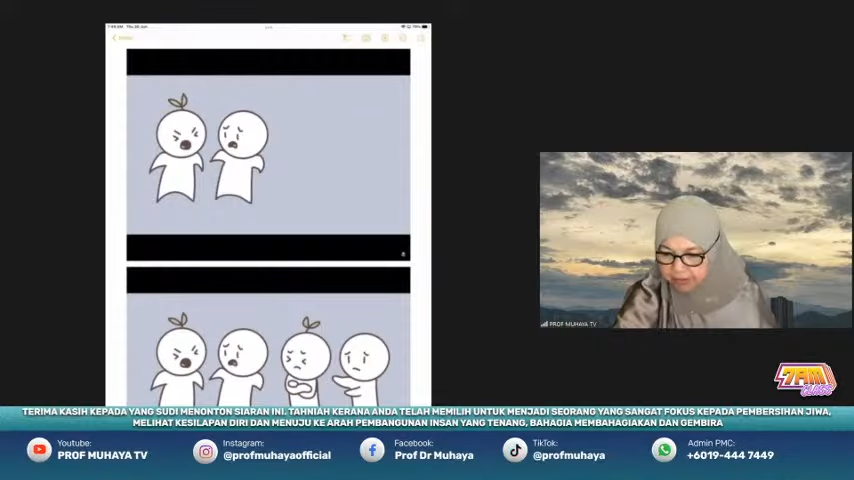 PROF MUHAYA TV
7AM
CLASS
TERIMA KASIH KEPADA YANG SUDI MENONTON SIARAN INI. TAHNIAH KERANA ANDA TELAH MEMILIH UNTUK MENJADI SEORANG YANG SANGAT FOKUS KEPADA PEMBERSIHAN JIWA,
MELIHAT KESILAPAN DIRI DAN MENUJU KE ARAH PEMBANGUNAN INSAN YANG TENANG, BAHAGIA MEMBAHAGIAKAN DAN GEMBIRA
Youtube:
PROF MUHAYA TV
Instagram:
@profmuhayaofficial
Facebook:
Prof Dr Muhaya
TikTok:
@profmuhaya
Admin PMC:
+6019-444 7449